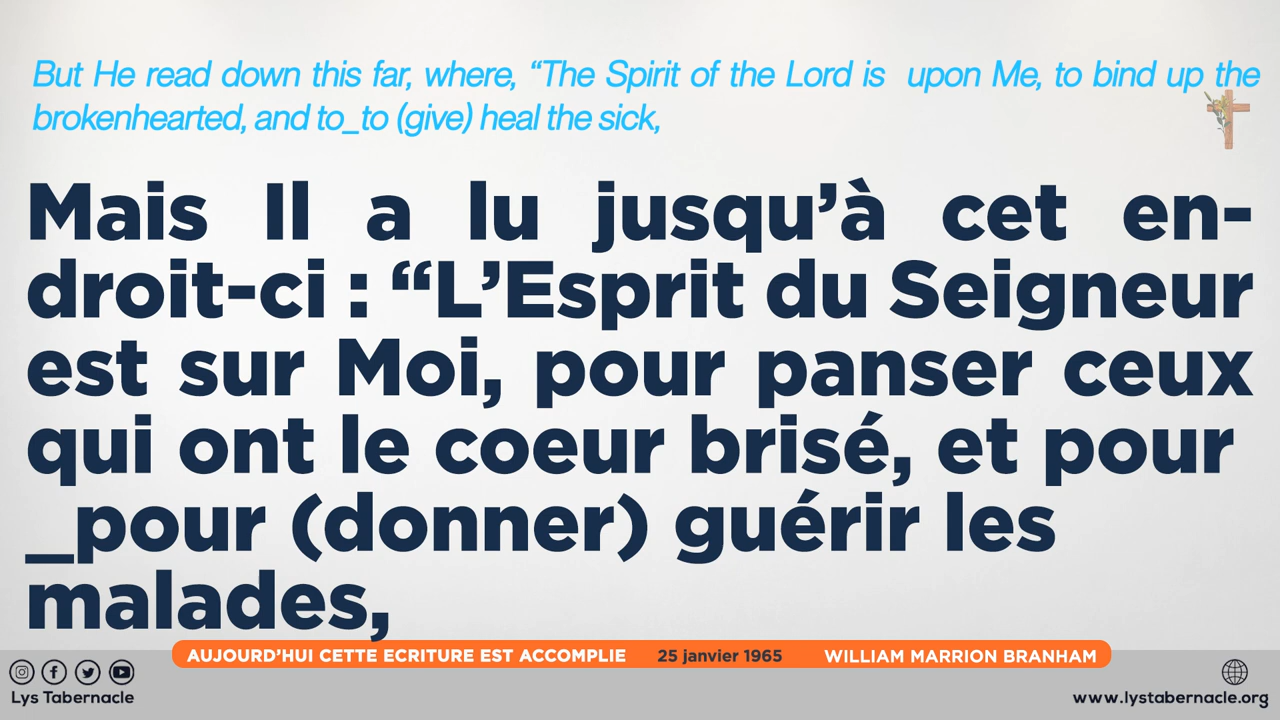 But He read down this far, where, “The Spirit of the Lord is upon Me, to bind up the
brokenhearted, and to_to (give) heal the sick,
Mais Il a lu jusqu’à cet en-
droit-ci : “L’Esprit du Seigneur
est sur Moi, pour panser ceux
qui ont le coeur brisé, et pour
_pour (donner) guérir les
malades,
AUJOURD’HUI CETTE ECRITURE EST ACCOMPLIE 25 janvier 1965 WILLIAM MARRION BRANHAM
Lys Tabernacle
www.lystabernacle.org